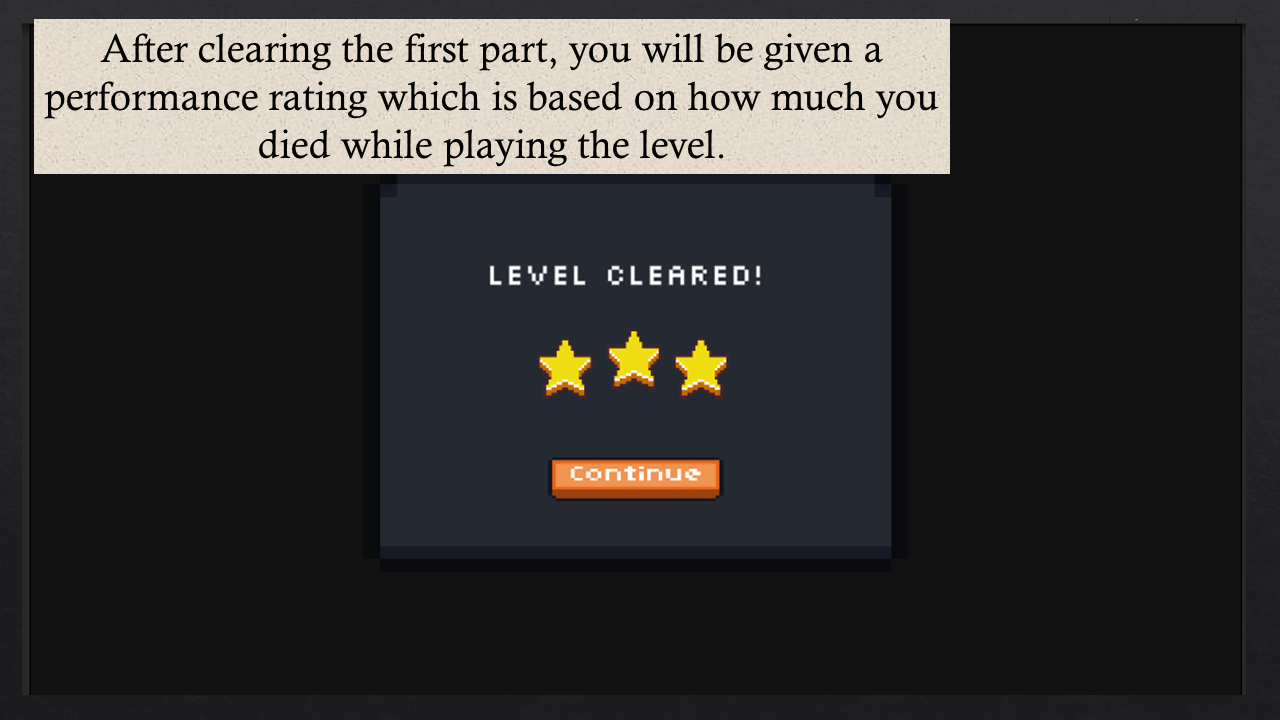 After clearing the first part, you will be given a
performance rating which is based on how much you
died while playing the level.
LEVEL CLEARED!
Continue